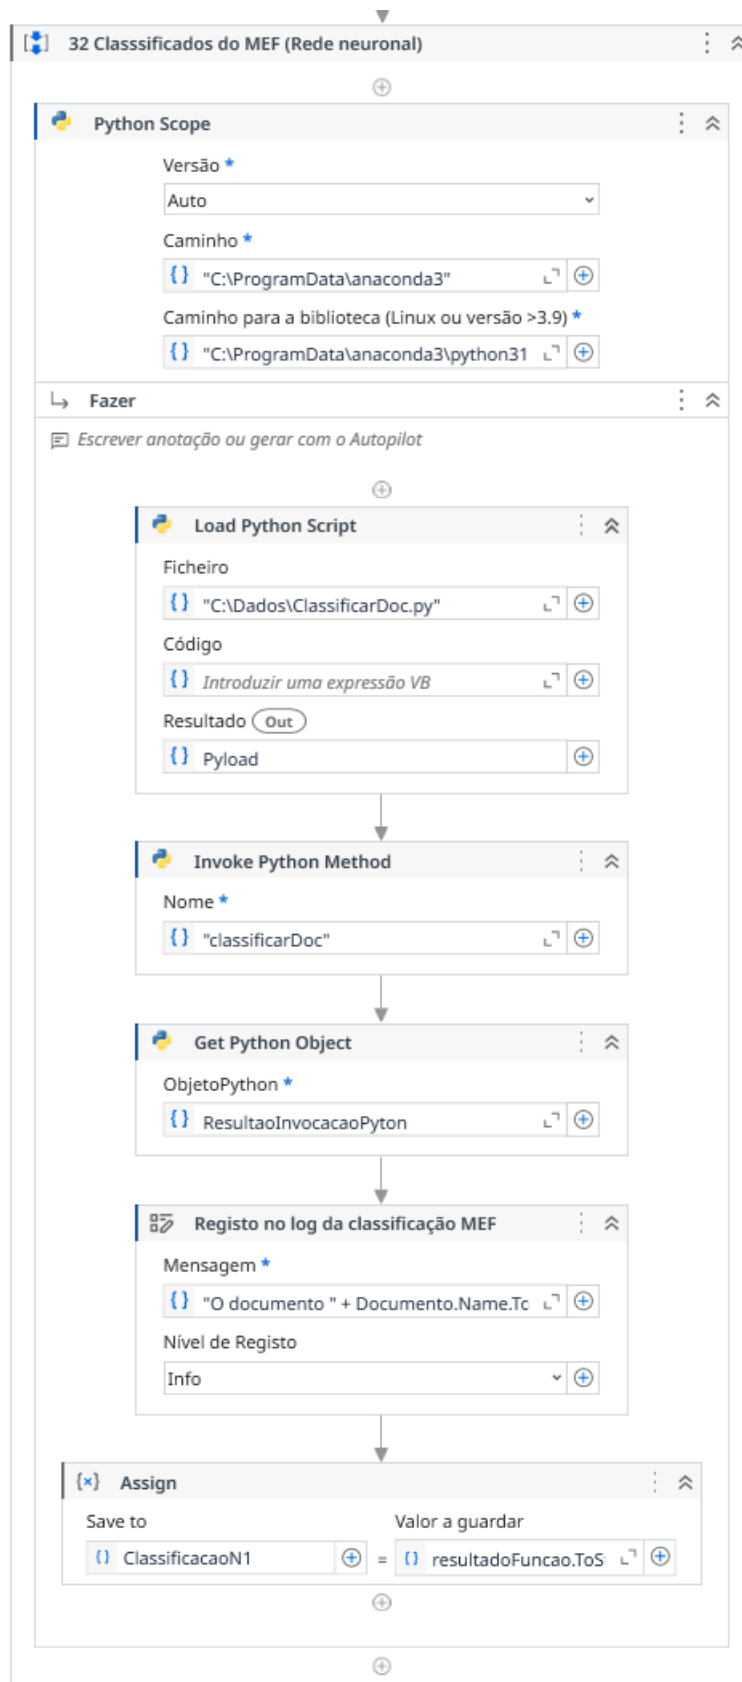 32 Classsificados do MEF (Rede neuronal)
Python Scope
Versão *
Auto
Caminho *
"C:\ProgramData\anaconda3"
Caminho para a biblioteca (Linux ou versão >3.9) *
"C:\ProgramData\anaconda3\python31
Fazer
Escrever anotação ou gerar com o Autopilot
Load Python Script
Ficheiro
"C:\Dados\ClassificarDoc.py"
Código
Introduzir uma expressão VB
Resultado Out
Pyload
Invoke Python Method
Nome *
"classificarDoc"
Get Python Object
ObjetoPython *
ResultaoInvocacaoPyton
Registo no log da classificação MEF
Mensagem *
"O documento " + Documento.Name.Tc
Nível de Registo
Info
Assign
Save to Valor a guardar
ClassificacaoN1 = resultadoFuncao.ToS